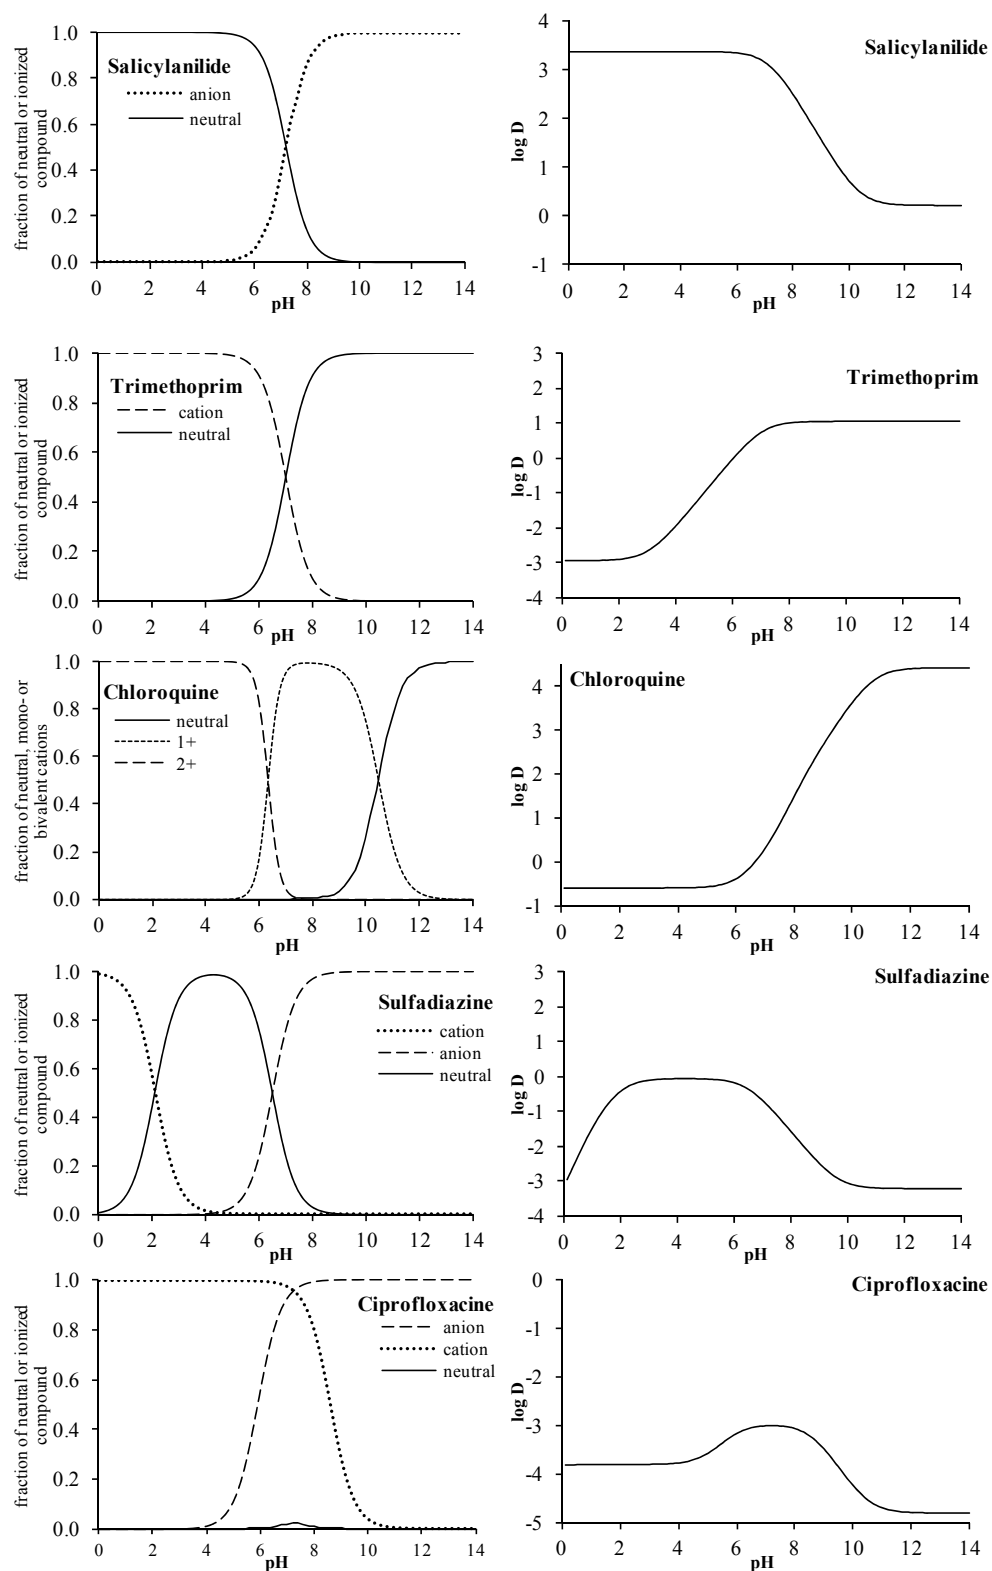 1.0
0.8
0.6
0.4
0.2
0.0
fraction of neutral or ionized
compound
Salicylanilide
anion
neutral
0 2 4 6 8 10 12 14
pH
4
3
2
1
0
-1
log D
Salicylanilide
0 2 4 6 8 10 12 14
pH
1.0
0.8
0.6
0.4
0.2
0.0
fraction of neutral or ionized
compound
Trimethoprim
cation
neutral
0 2 4 6 8 10 12 14
pH
3
2
1
0
-1
-2
-3
-4
log D
Trimethoprim
0 2 4 6 8 10 12 14
pH
1.0
0.8
0.6
0.4
0.2
0.0
fraction of neutral, mono- or
bivalent cations
Chloroquine
neutral
1+
2+
0 2 4 6 8 10 12 14
pH
4
3
2
1
0
-1
log D
Chloroquine
0 2 4 6 8 10 12 14
pH
1.0
0.8
0.6
0.4
0.2
0.0
fraction of neutral or ionized
compound
Sulfadiazine
cation
anion
neutral
0 2 4 6 8 10 12 14
pH
3
2
1
0
-1
-2
-3
-4
log D
Sulfadiazine
0 2 4 6 8 10 12 14
pH
1.0
0.8
0.6
0.4
0.2
0.0
fraction of neutral or ionized
compound
Ciprofloxacine
anion
cation
neutral
0 2 4 6 8 10 12 14
pH
0
-1
-2
-3
-4
-5
log D
Ciprofloxacine
0 2 4 6 8 10 12 14
pH